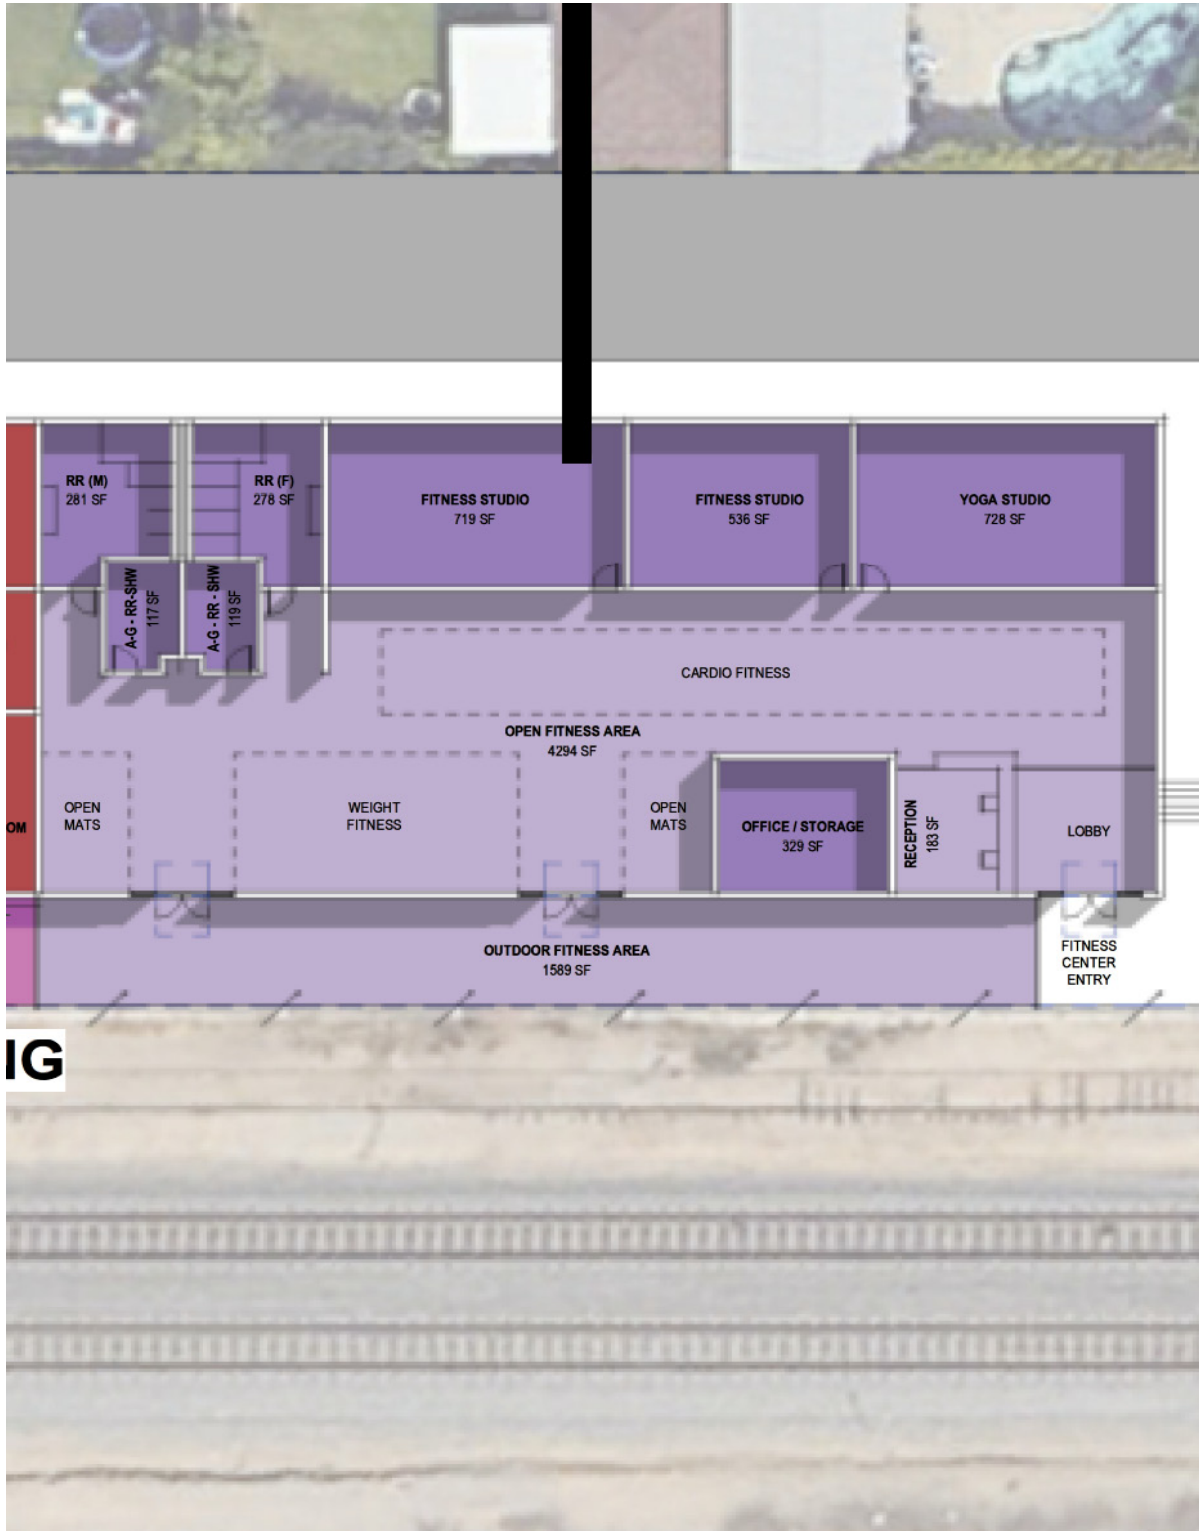 RR (M)
281 SF
RR (F)
278 SF
FITNESS STUDIO
719 SF
FITNESS STUDIO
536 SF
YOGA STUDIO
728 SF
A-G - RR-SHW
117 SF
A-G - RR - SHW
119 SF
CARDIO FITNESS
OPEN FITNESS AREA
4294 SF
OPEN
MATS
WEIGHT
FITNESS
OPEN
MATS
OFFICE / STORAGE
329 SF
RECEPTION
183 SF
LOBBY
OM
OUTDOOR FITNESS AREA
1589 SF
FITNESS
CENTER
ENTRY
NG